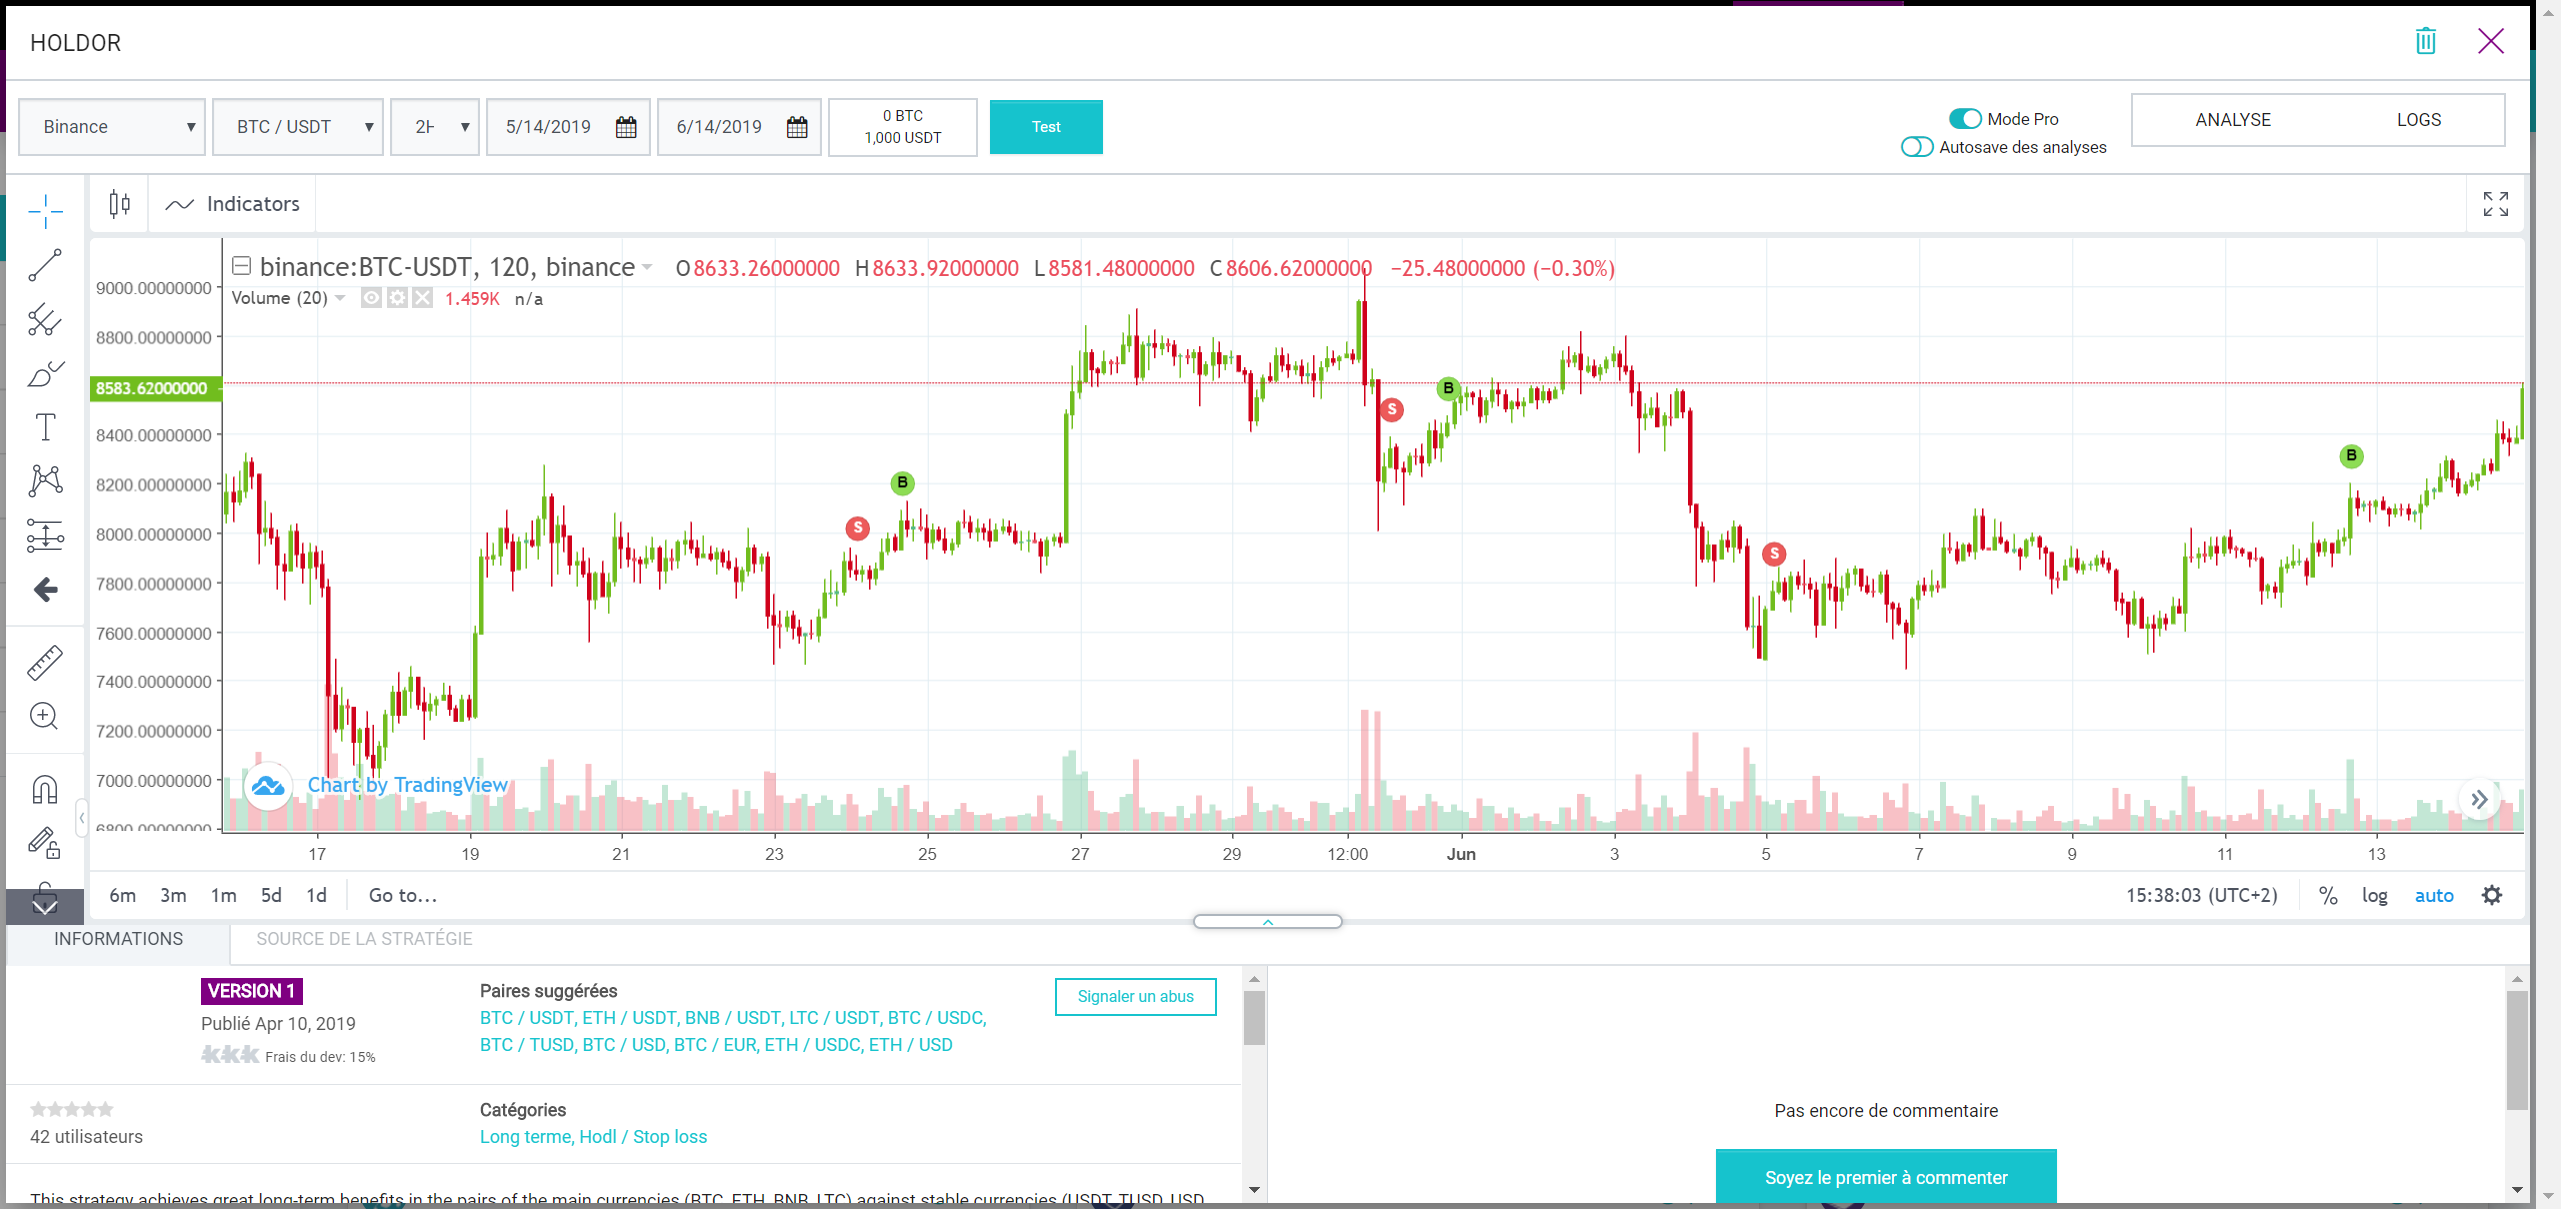 HOLDOR
Binance
BTC / USDT
2H
5/14/2019
6/14/2019
0 BTC
1,000 USDT
Test
Mode Pro
Autosave des analyses
ANALYSE
LOGS
Indicators
binance:BTC-USDT, 120, binance O8633.26000000 H8633.92000000 L8581.48000000 C8606.62000000 −25.48000000 (−0.30%)
Volume (20) 1.459K n/a
9000.00000000
8800.00000000
8583.62000000
8400.00000000
8200.00000000
8000.00000000
7800.00000000
7600.00000000
7400.00000000
7200.00000000
7000.00000000
6800.00000000
S
B
S
B
S
B
Chart by TradingView
17 19 21 23 25 27 29 12:00 Jun 3 5 7 9 11 13
6m 3m 1m 5d 1d Go to...
15:38:03 (UTC+2) % log auto
INFORMATIONS
SOURCE DE LA STRATÉGIE
VERSION 1
Publié Apr 10, 2019
Frais du dev: 15%
Paires suggérées
BTC / USDT, ETH / USDT, BNB / USDT, LTC / USDT, BTC / USDC,
BTC / TUSD, BTC / USD, BTC / EUR, ETH / USDC, ETH / USD
Signaler un abus
42 utilisateurs
Catégories
Long terme, Hodl / Stop loss
This strategy achieves great long-term benefits in the pairs of the main currencies (BTC, ETH, BNB, LTC) against stable currencies (USDT, TUSD, USD,
Pas encore de commentaire
Soyez le premier à commenter